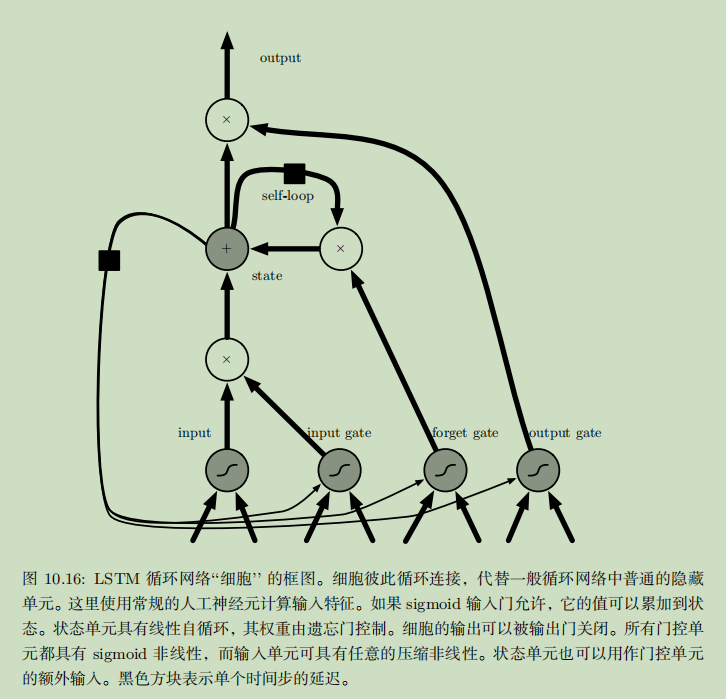 output
×
self-loop
+
×
state
×
input
input gate
forget gate
output gate
图 10.16: LSTM 循环网络“细胞’’ 的框图。细胞彼此循环连接，代替一般循环网络中普通的隐藏
单元。这里使用常规的人工神经元计算输入特征。如果 sigmoid 输入门允许，它的值可以累加到状
态。状态单元具有线性自循环，其权重由遗忘门控制。细胞的输出可以被输出门关闭。所有门控单
元都具有 sigmoid 非线性，而输入单元可具有任意的压缩非线性。状态单元也可以用作门控单元
的额外输入。黑色方块表示单个时间步的延迟。